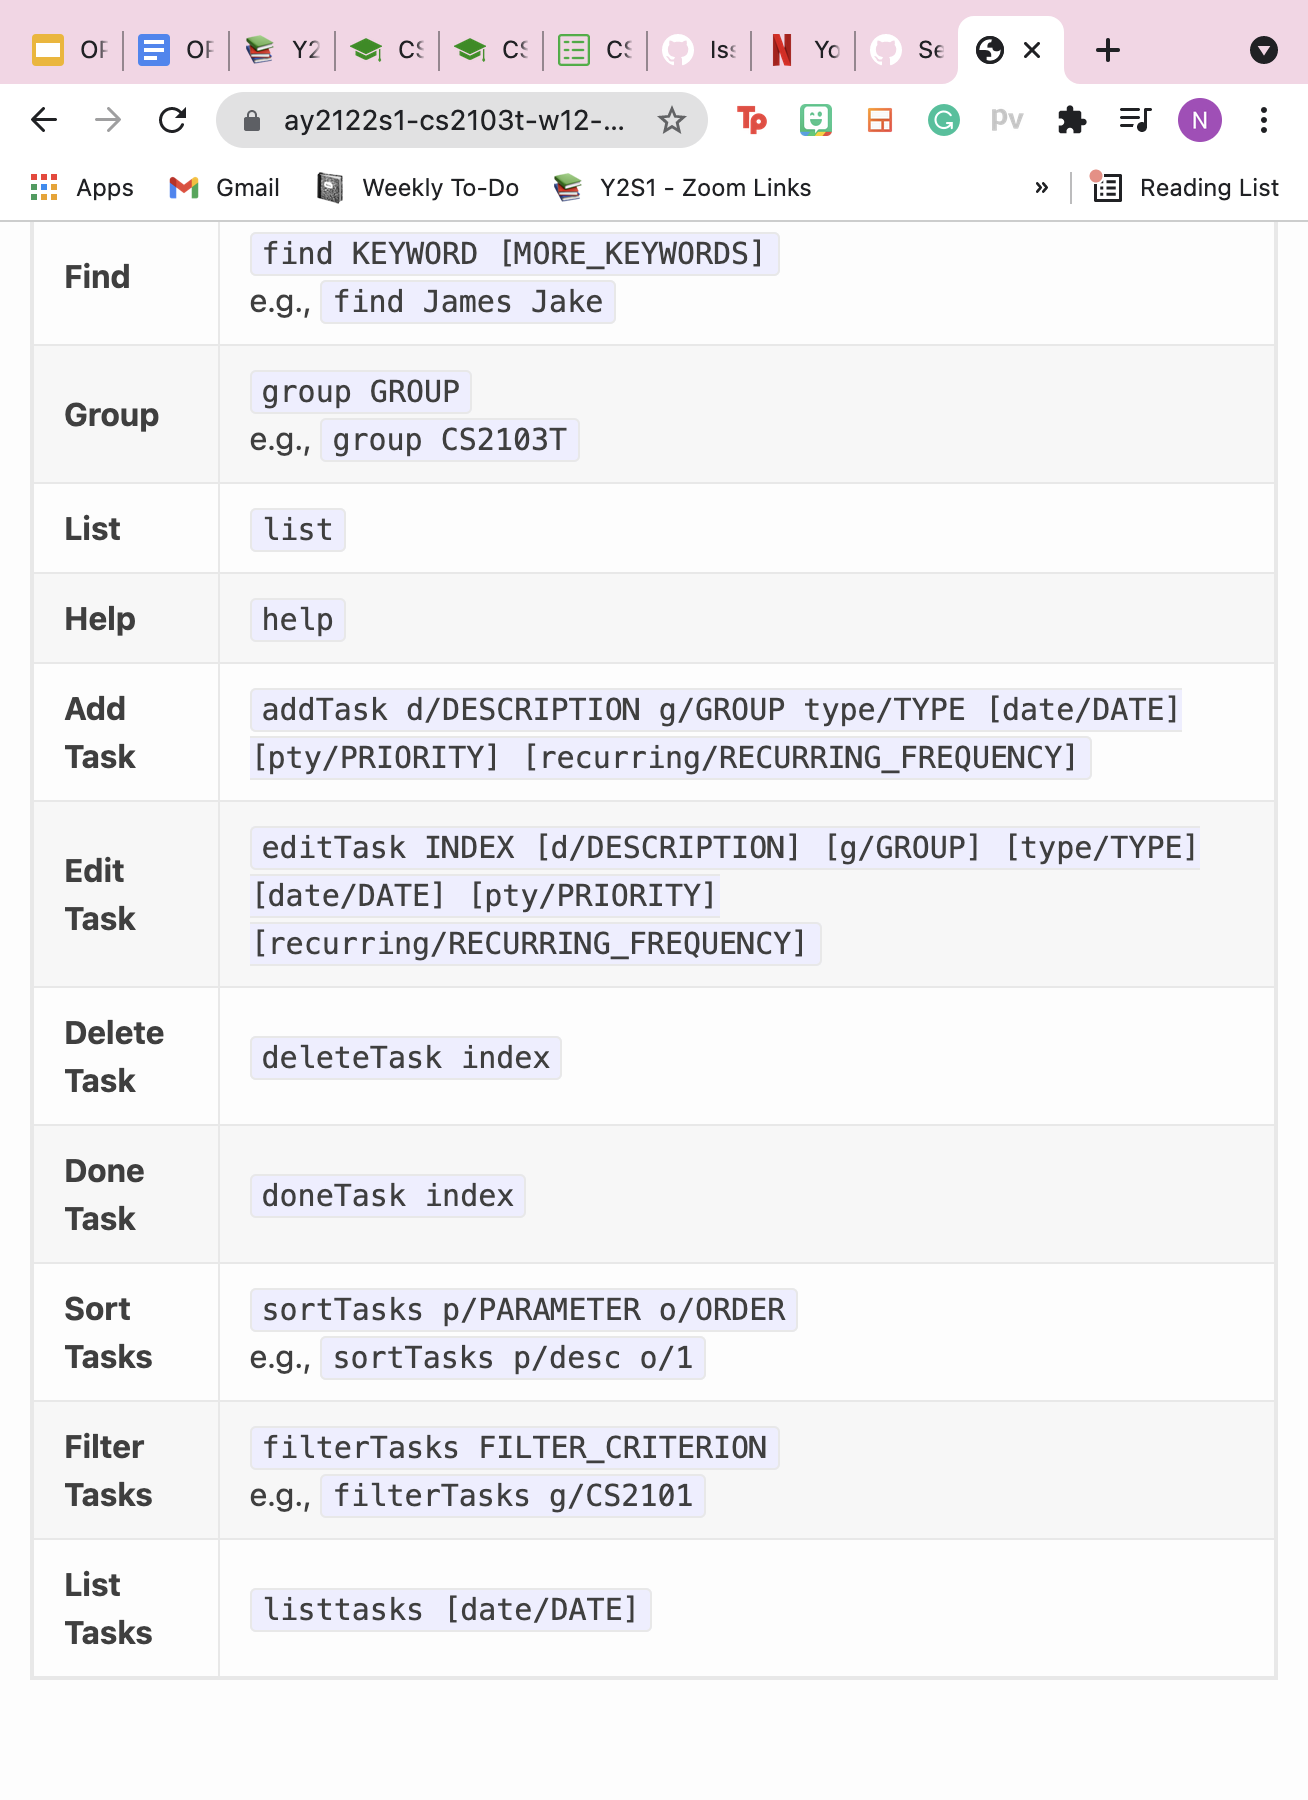 OF
OF
Y2
CS
CS
CS
Iss
Yo
Se
ay2122s1-cs2103t-w12-...
N
Apps
Gmail
Weekly To-Do
Y2S1 - Zoom Links
»
Reading List
Find
find KEYWORD [MORE_KEYWORDS]
e.g., find James Jake
Group
group GROUP
e.g., group CS2103T
List
list
Help
help
Add
Task
addTask d/DESCRIPTION g/GROUP type/TYPE [date/DATE]
[pty/PRIORITY] [recurring/RECURRING_FREQUENCY]
Edit
Task
editTask INDEX [d/DESCRIPTION] [g/GROUP] [type/TYPE]
[date/DATE] [pty/PRIORITY]
[recurring/RECURRING_FREQUENCY]
Delete
Task
deleteTask index
Done
Task
doneTask index
Sort
Tasks
sortTasks p/PARAMETER o/ORDER
e.g., sortTasks p/desc o/1
Filter
Tasks
filterTasks FILTER_CRITERION
e.g., filterTasks g/CS2101
List
Tasks
listtasks [date/DATE]